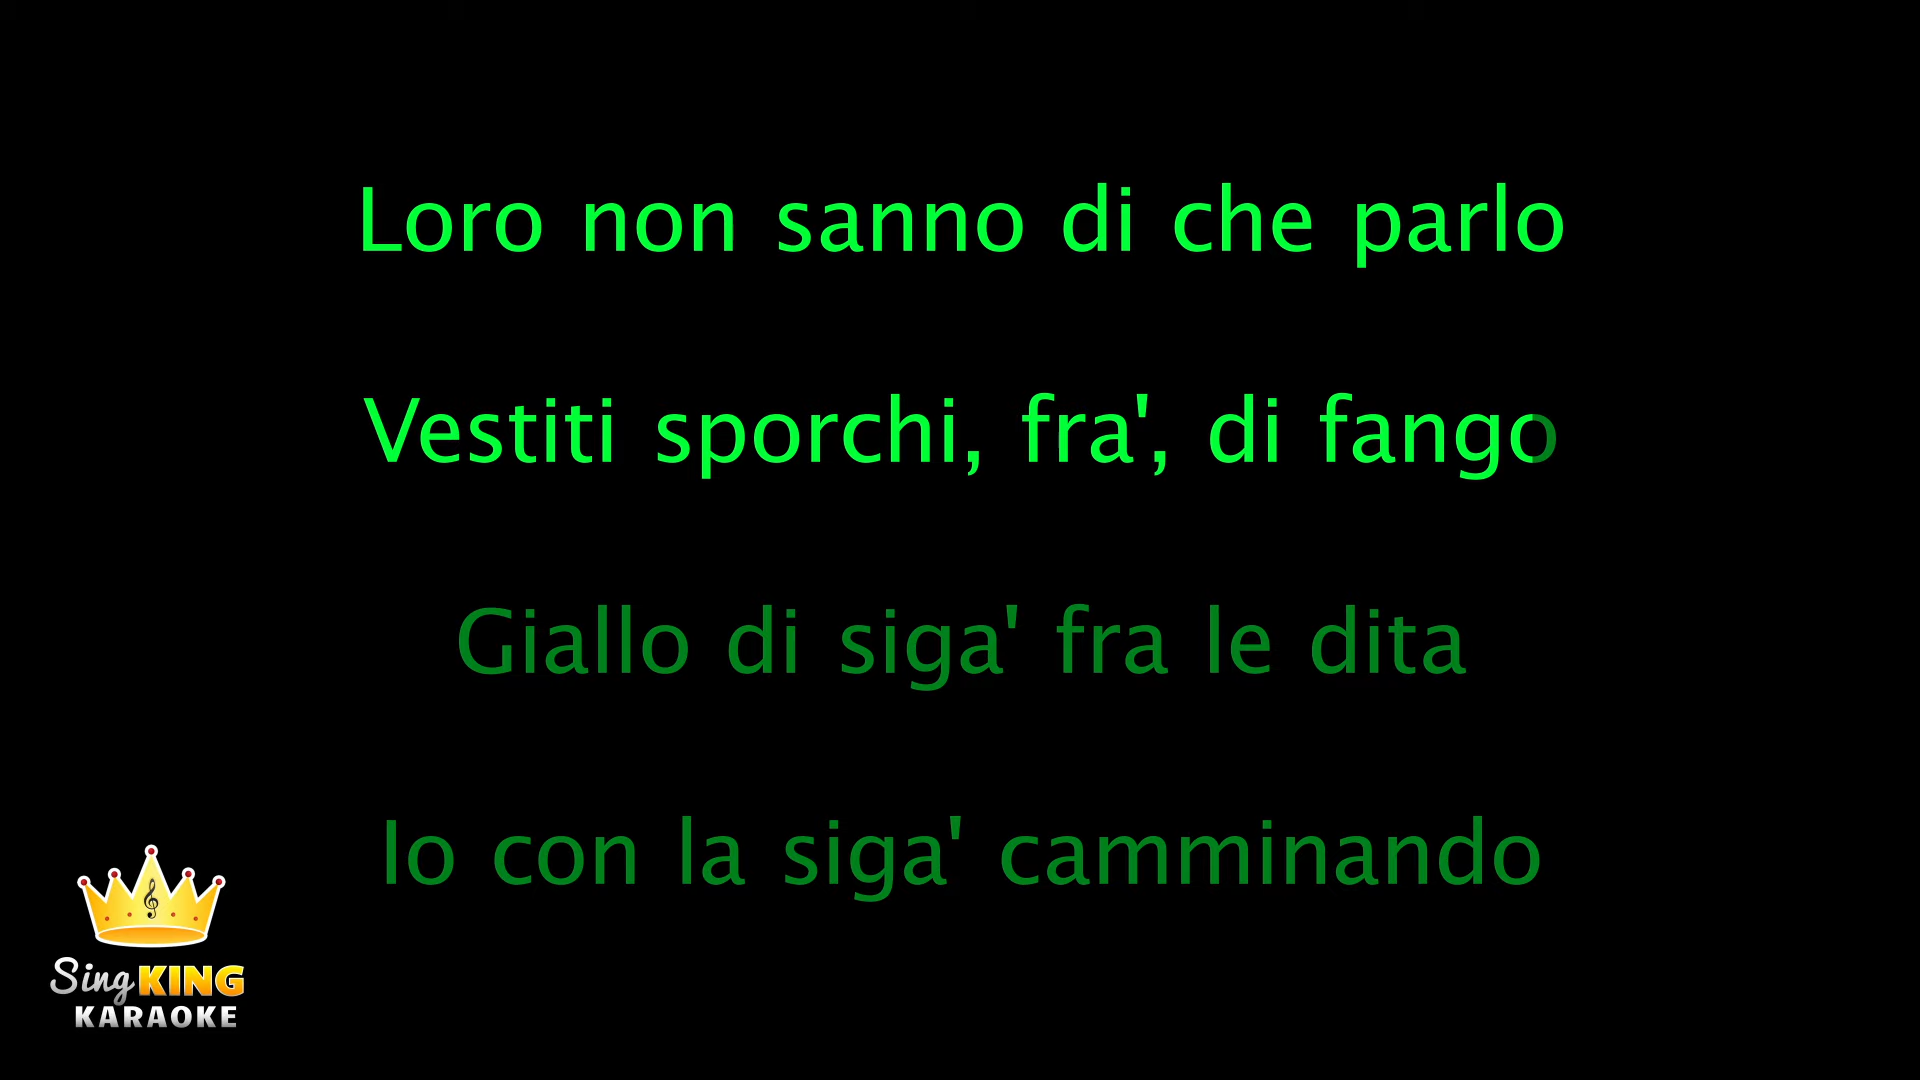 Loro non sanno di che parlo
Vestiti sporchi, fra', di fango
Giallo di siga' fra le dita
Io con la siga' camminando
Sing KING
KARAOKE